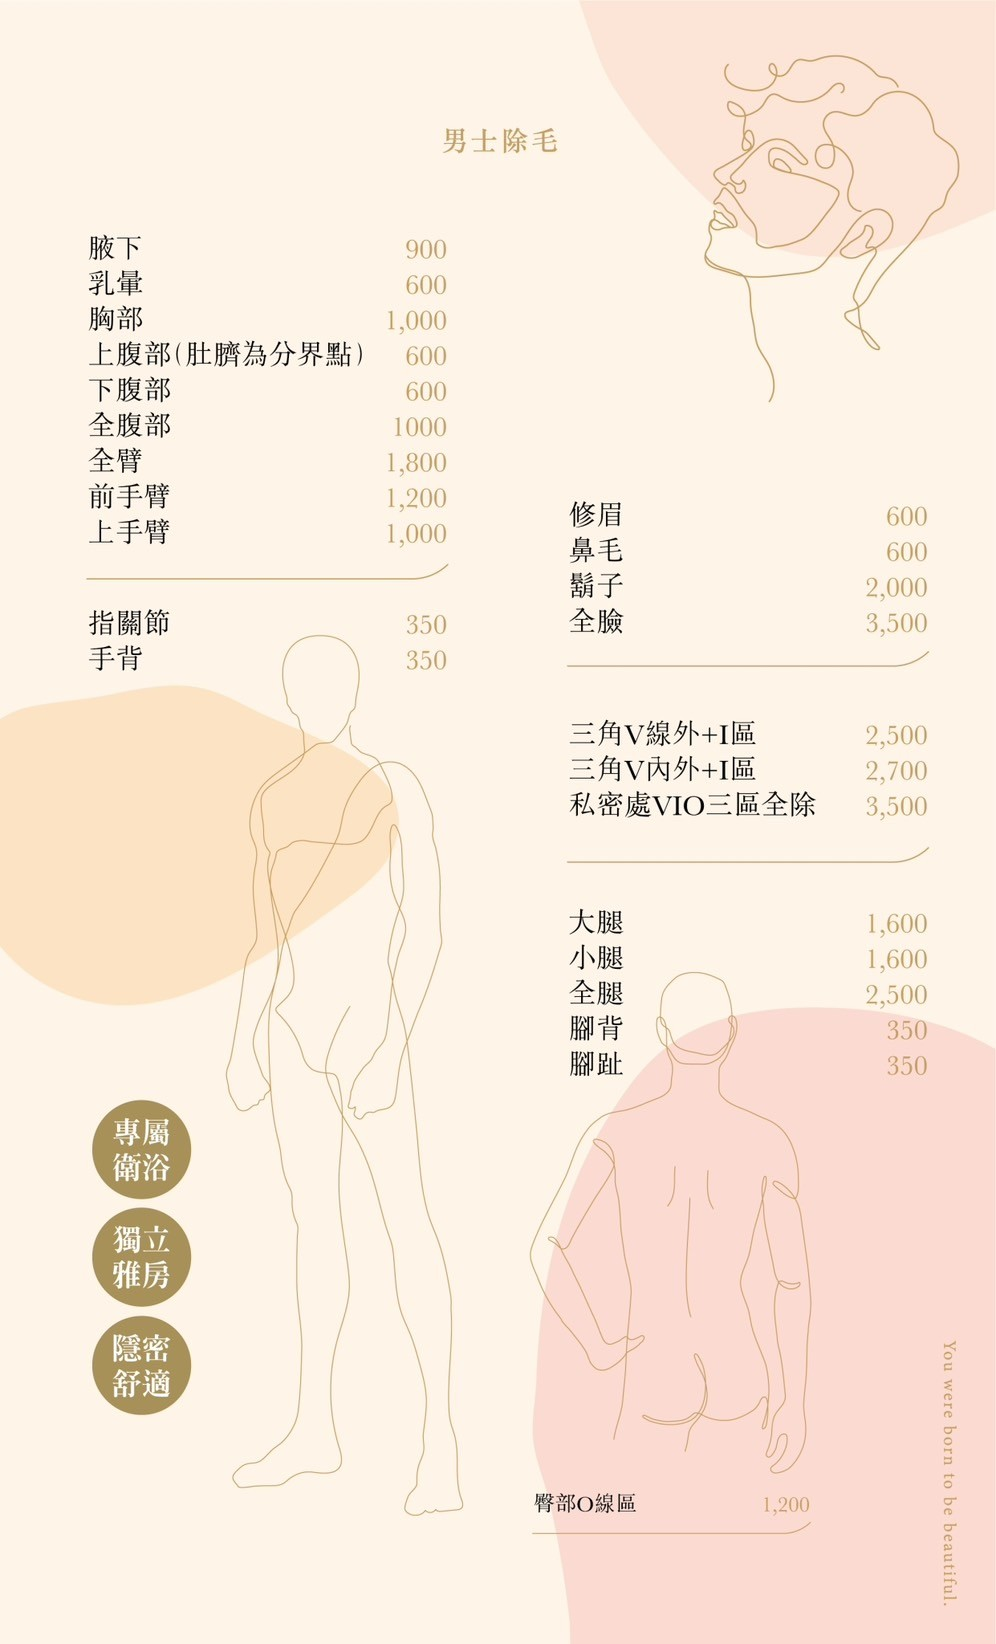 男士除毛
腋下 900
乳暈 600
胸部 1,000
上腹部(肚臍為分界點) 600
下腹部 600
全腹部 1000
全臂 1,800
前手臂 1,200
上手臂 1,000
指關節 350
手背 350
修眉 600
鼻毛 600
鬍子 2,000
全臉 3,500
三角V線外+I區 2,500
三角V內外+I區 2,700
私密處VIO三區全除 3,500
大腿 1,600
小腿 1,600
全腿 2,500
腳背 350
腳趾 350
專屬
衛浴
獨立
雅房
隱密
舒適
臀部O線區 1,200
You were born to be beautiful.